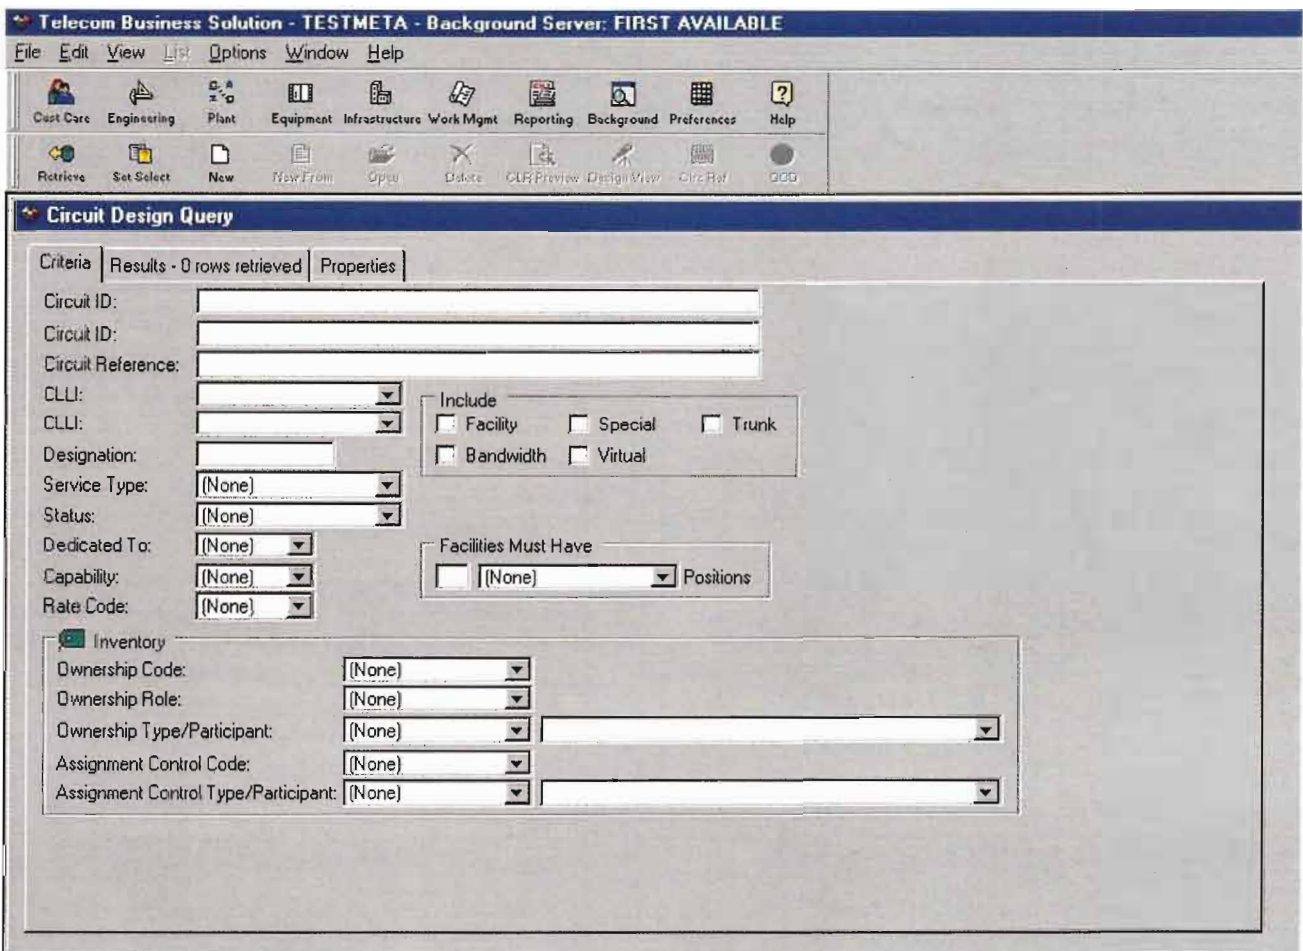 Telecom Business Solution - TESTMETA - Background Server: FIRST AVAILABLE
File Edit View List Options Window Help
Cust Care Engineering Plant Equipment Infrastructure Work Mgmt Reporting Background Preferences Help
Retrieve Set Select New New From Open Delete CLR Preview Design View Circ Ref
Circuit Design Query
Criteria Results - 0 rows retrieved Properties
Circuit ID:
Circuit ID:
Circuit Reference:
CLLI:
Include
Facility Special Trunk
CLLI:
Bandwidth Virtual
Designation:
Service Type: (None)
Status: (None)
Dedicated To: (None)
Facilities Must Have
Capability: (None)
(None) Positions
Rate Code: (None)
Inventory
Ownership Code: (None)
Ownership Role: (None)
Ownership Type/Participant: (None)
Assignment Control Code: (None)
Assignment Control Type/Participant: (None)